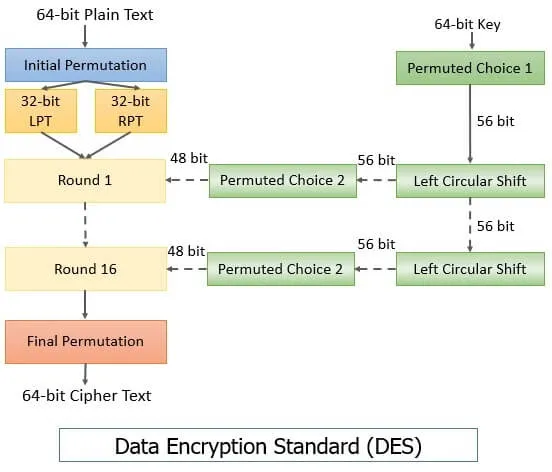 64-bit Plain Text
64-bit Key
Initial Permutation
Permuted Choice 1
32-bit
LPT
32-bit
RPT
56 bit
48 bit
56 bit
Round 1
Permuted Choice 2
Left Circular Shift
56 bit
48 bit
56 bit
Round 16
Permuted Choice 2
Left Circular Shift
Final Permutation
64-bit Cipher Text
Data Encryption Standard (DES)